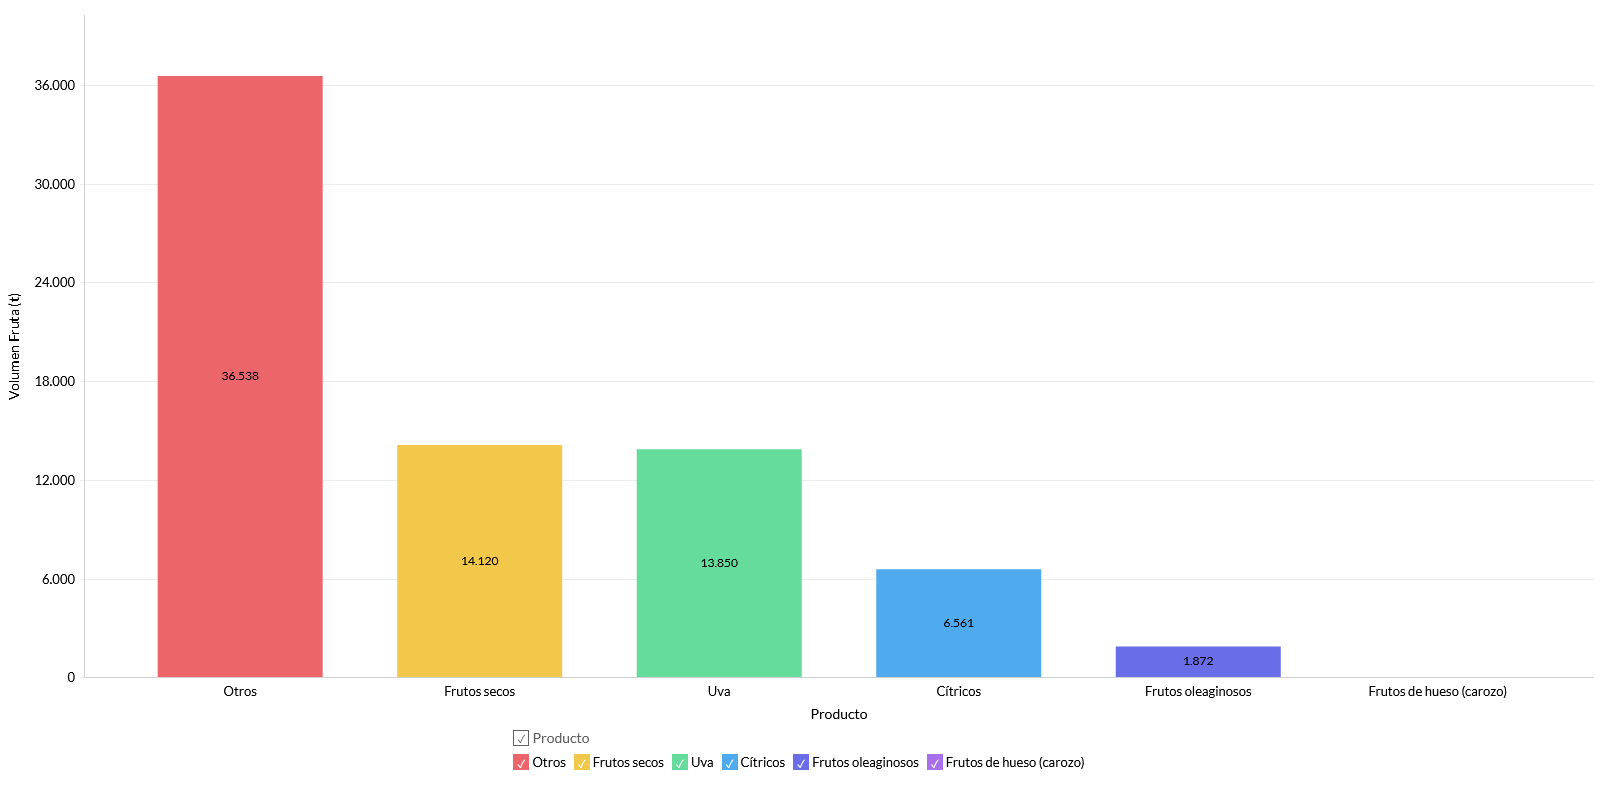 Volumen Fruta (t)
36.000
30.000
24.000
18.000
12.000
6.000
0
36.538
14.120
13.850
6.561
1.872
Otros
Frutos secos
Uva
Cítricos
Frutos oleaginosos
Frutos de hueso (carozo)
Producto
Producto
Otros Frutos secos Uva Cítricos Frutos oleaginosos Frutos de hueso (carozo)